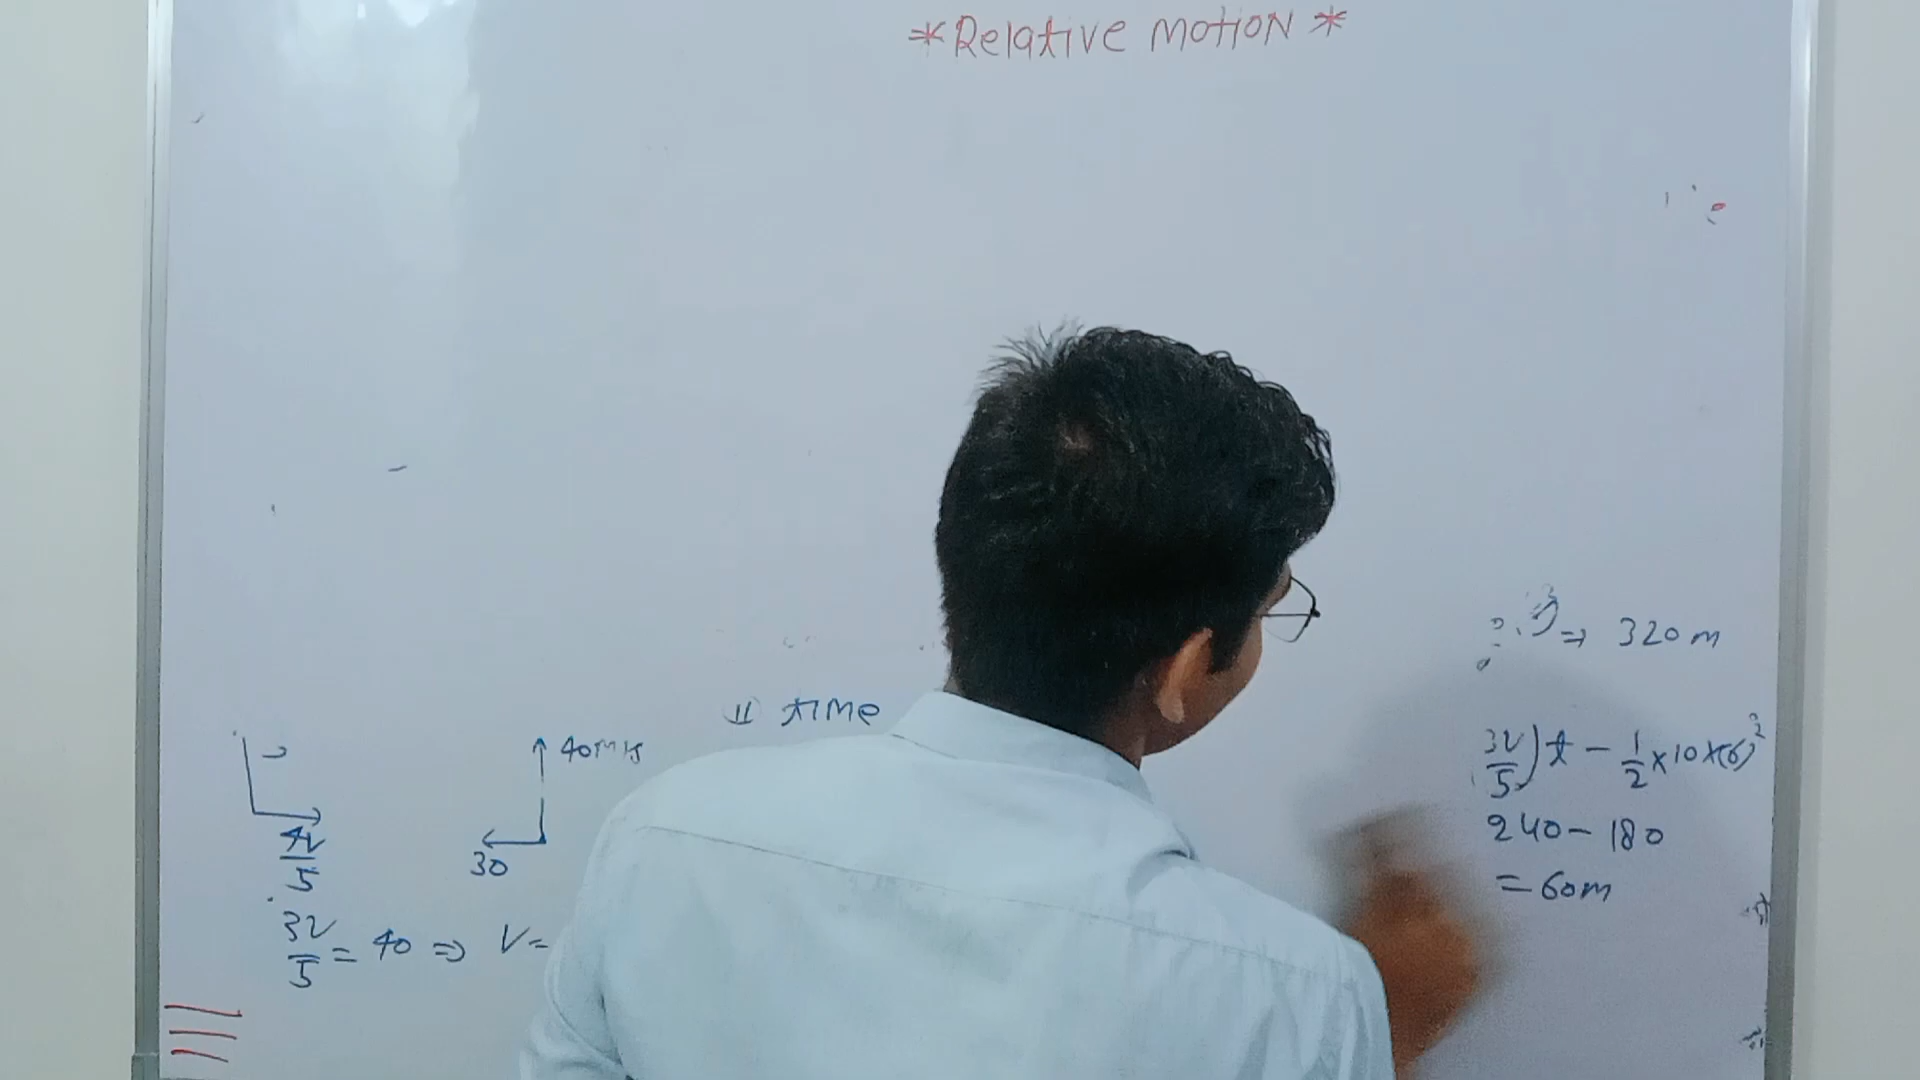 *Relative motion*
⇒ 320 m
II time
40 m/s
30
4v/5
3v/5 = 40 ⇒ v=
3v/5) t - 1/2 × 10 × (6)²
240 - 180
= 60m